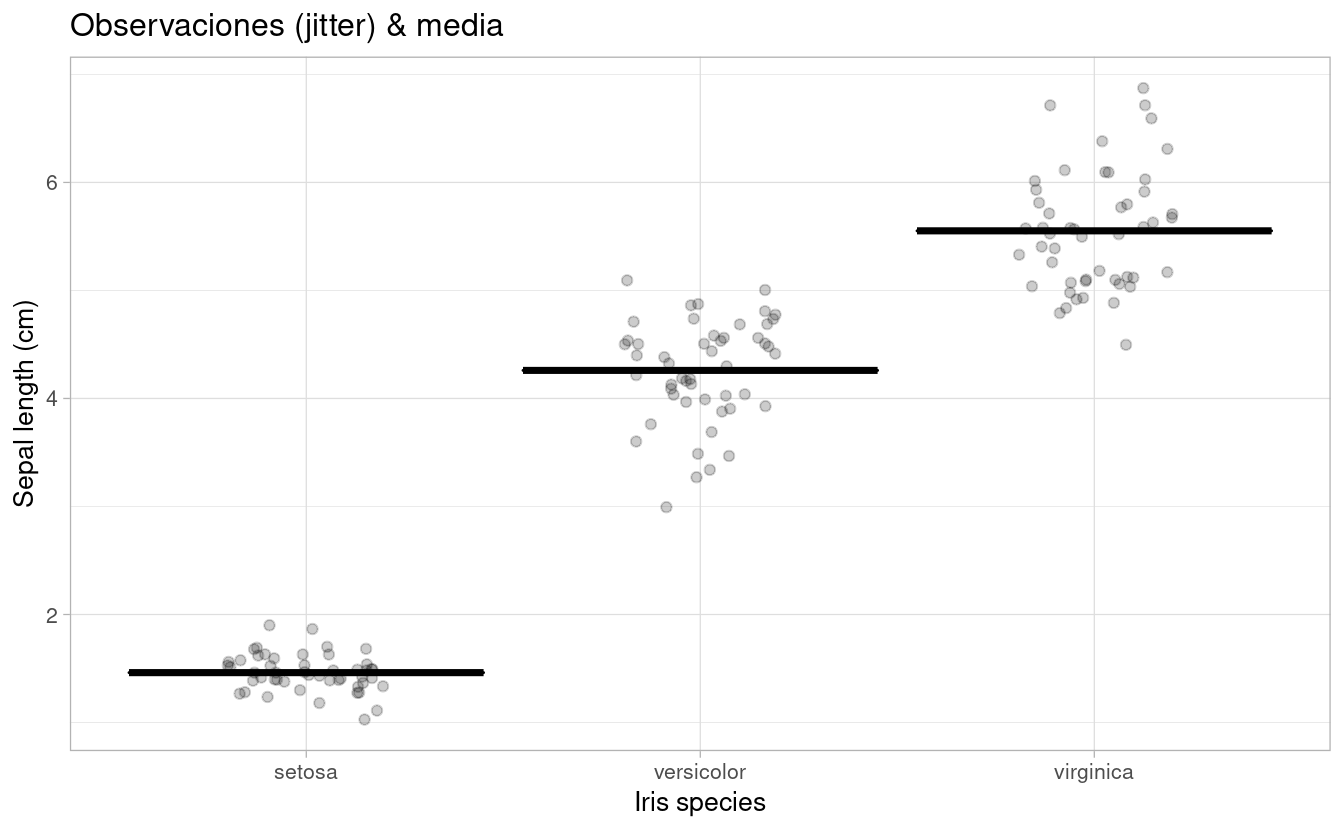 Observaciones (jitter) & media
Sepal length (cm)
6
4
2
setosa
versicolor
virginica
Iris species